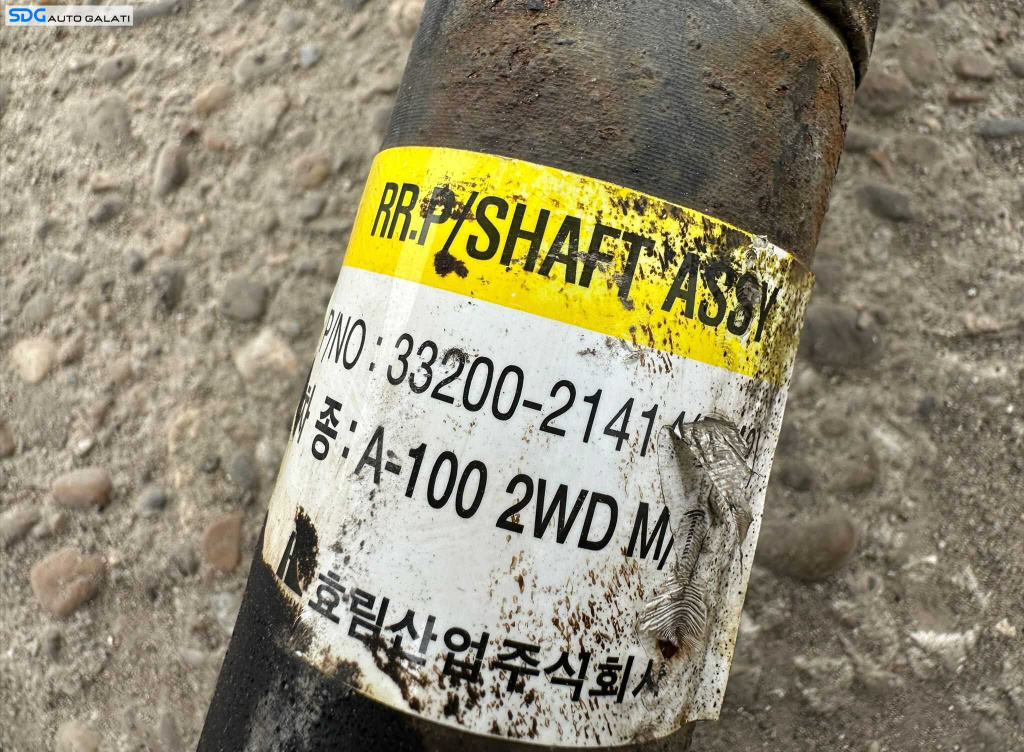 SDG AUTO GALATI
RR.P/SHAFT ASSY
P/NO : 33200-2141
차 종 : A-100 2WD M/
효림산업주식회사